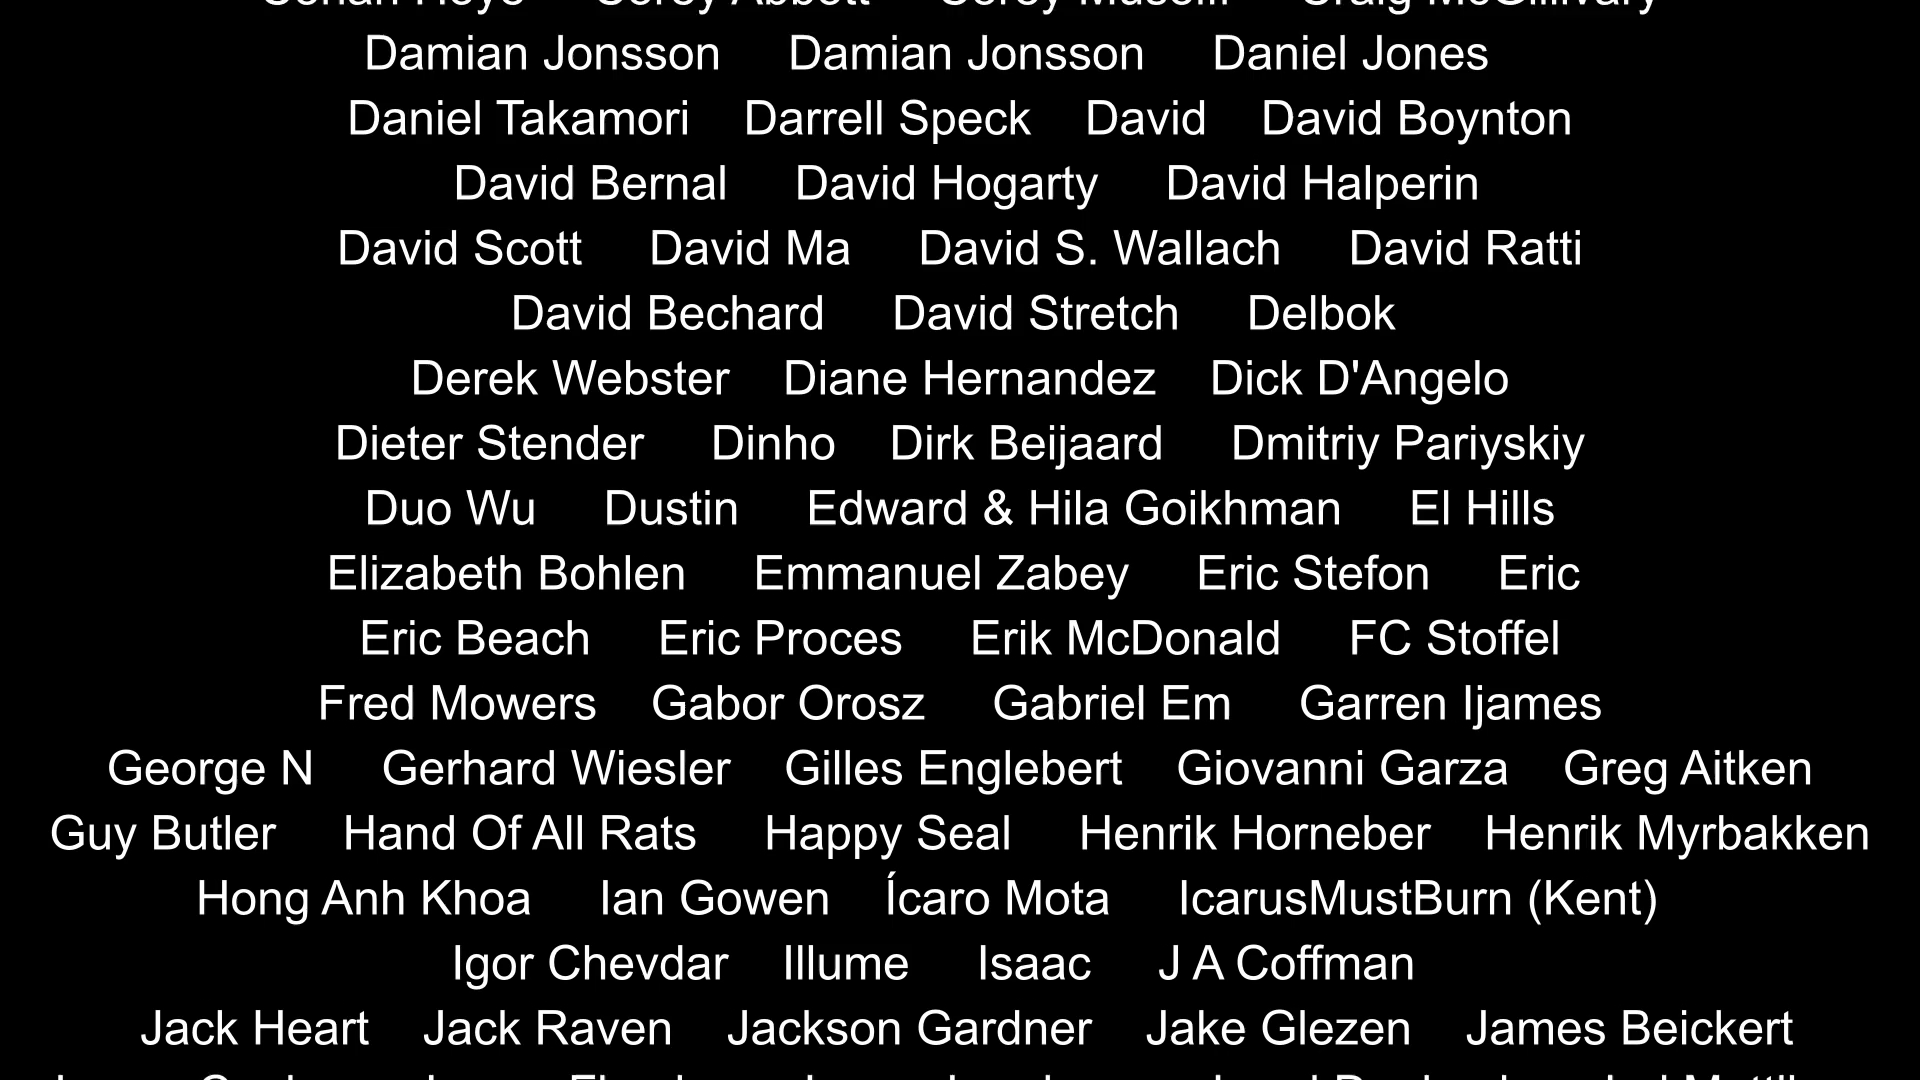 Corey Abbott Craig McGillivary
Damian Jonsson Damian Jonsson Daniel Jones
Daniel Takamori Darrell Speck David David Boynton
David Bernal David Hogarty David Halperin
David Scott David Ma David S. Wallach David Ratti
David Bechard David Stretch Delbok
Derek Webster Diane Hernandez Dick D'Angelo
Dieter Stender Dinho Dirk Beijaard Dmitriy Pariyskiy
Duo Wu Dustin Edward & Hila Goikhman El Hills
Elizabeth Bohlen Emmanuel Zabey Eric Stefon Eric
Eric Beach Eric Proces Erik McDonald FC Stoffel
Fred Mowers Gabor Orosz Gabriel Em Garren Ijames
George N Gerhard Wiesler Gilles Englebert Giovanni Garza Greg Aitken
Guy Butler Hand Of All Rats Happy Seal Henrik Horneber Henrik Myrbakken
Hong Anh Khoa Ian Gowen Ícaro Mota IcarusMustBurn (Kent)
Igor Chevdar Illume Isaac J A Coffman
Jack Heart Jack Raven Jackson Gardner Jake Glezen James Beickert